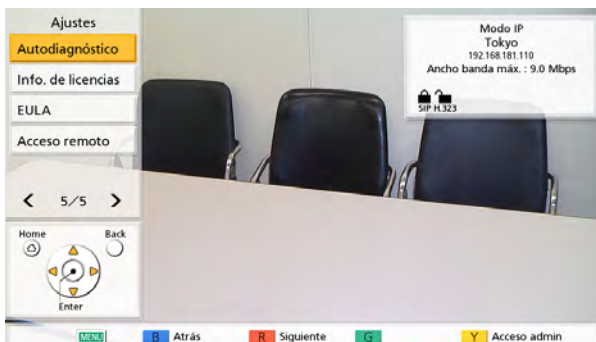 Ajustes
Autodiagnóstico
Info. de licencias
EULA
Acceso remoto
5/5
Home
Back
Enter
Modo IP
Tokyo
192.168.181.110
Ancho banda máx. : 9.0 Mbps
SIP H.323
MENU B Atrás R Siguiente G Y Acceso admin